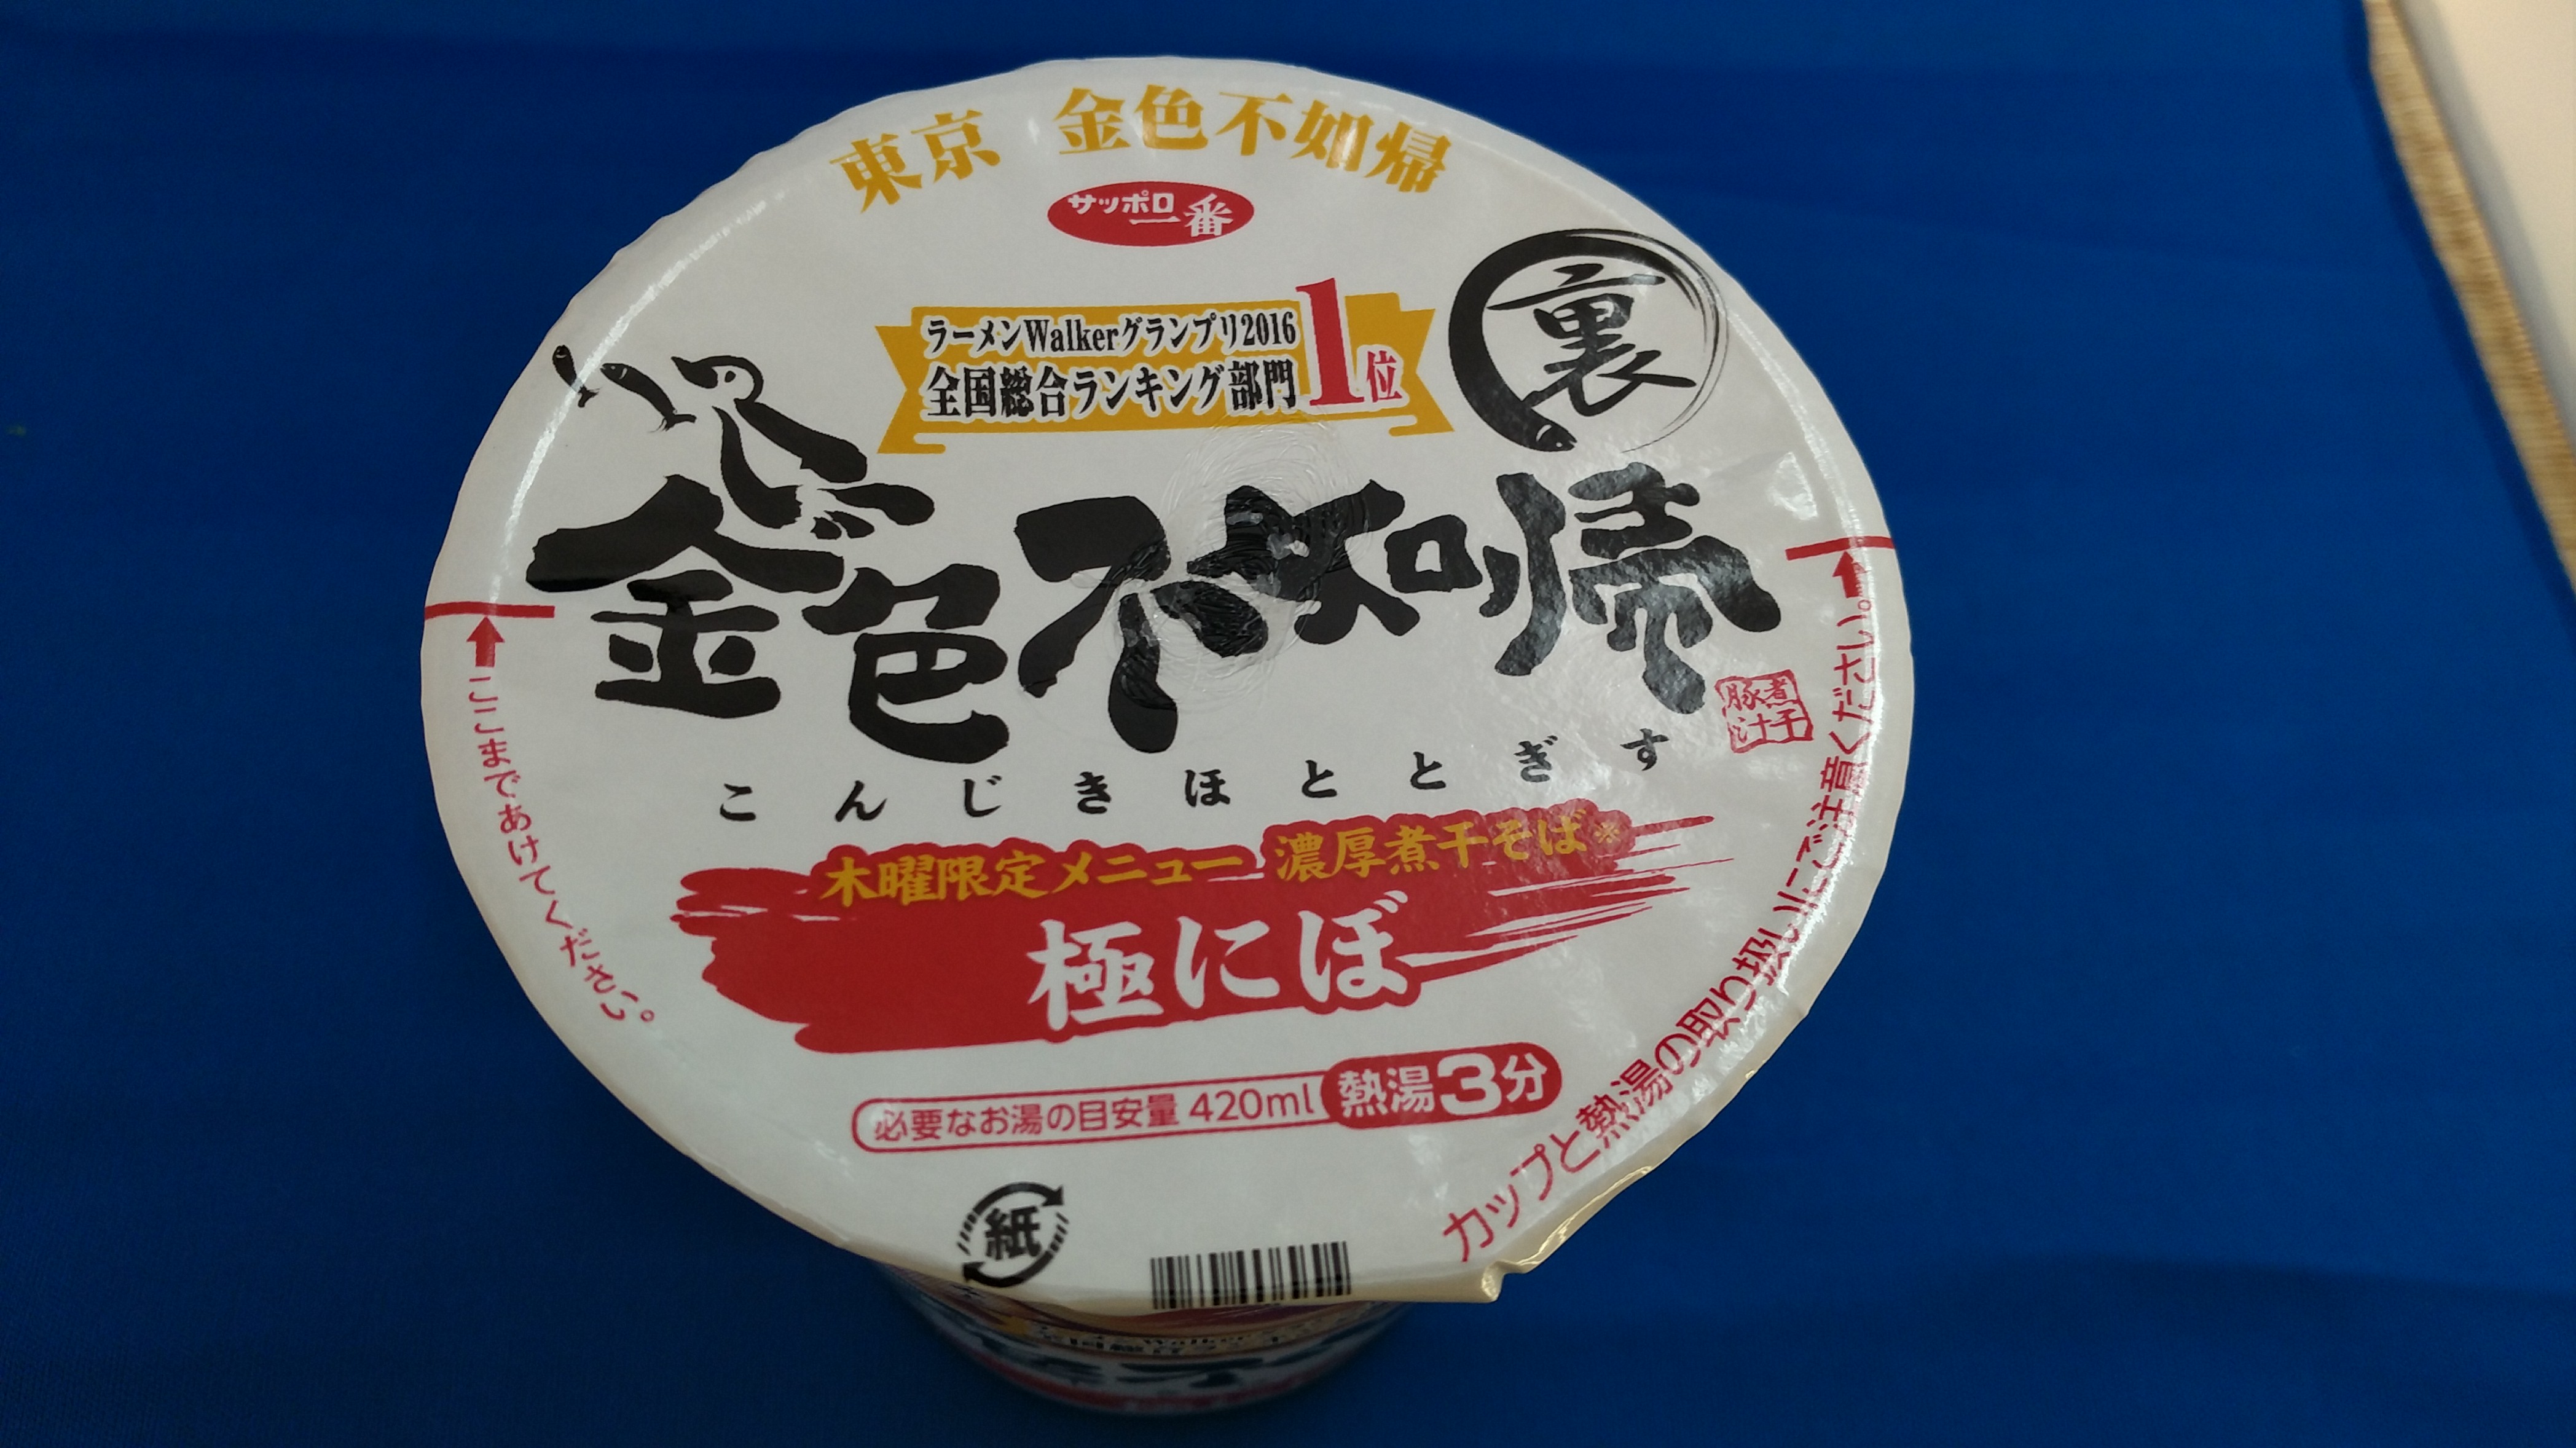 東京 金色不如帰
サッポロ一番
ラーメンWalkerグランプリ2016
全国総合ランキング部門
1位
裏
金色不如帰
煮干
豚汁
こんじきほととぎす
木曜限定メニュー 濃厚煮干そば※
極にぼ
必要なお湯の目安量 420ml 熱湯3分
ここまであけてください。
カップと熱湯の取り扱いにご注意ください。
紙